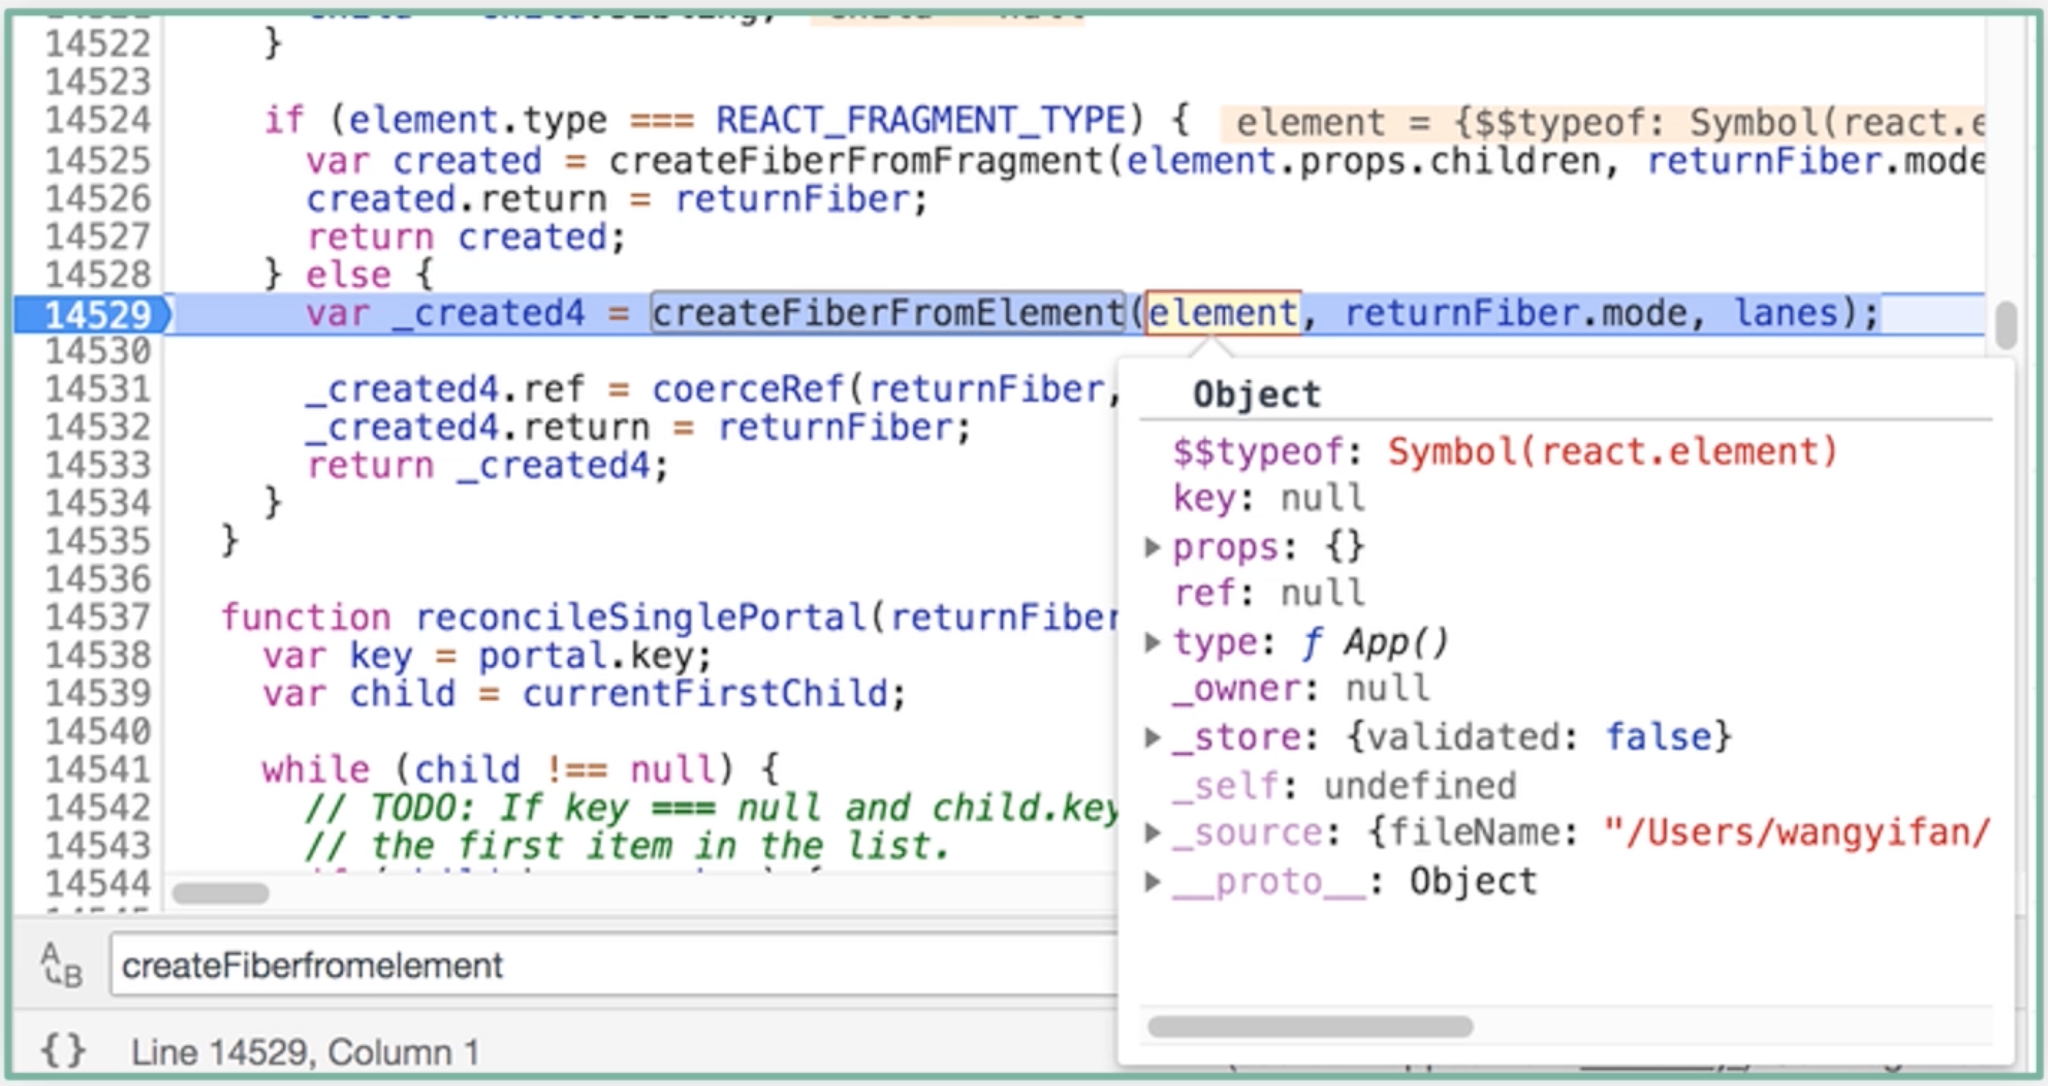 14522 }
14523
14524 if (element.type === REACT_FRAGMENT_TYPE) { element = {$$typeof: Symbol(react.e
14525 var created = createFiberFromFragment(element.props.children, returnFiber.mode
14526 created.return = returnFiber;
14527 return created;
14528 } else {
14529 var _created4 = createFiberFromElement(element, returnFiber.mode, lanes);
14530
14531 _created4.ref = coerceRef(returnFiber,
14532 _created4.return = returnFiber;
14533 return _created4;
14534 }
14535 }
14536
14537 function reconcileSinglePortal(returnFiber
14538 var key = portal.key;
14539 var child = currentFirstChild;
14540
14541 while (child !== null) {
14542 // TODO: If key === null and child.key
14543 // the first item in the list.
14544
Object
$$typeof: Symbol(react.element)
key: null
props: {}
ref: null
type: ƒ App()
_owner: null
_store: {validated: false}
_self: undefined
_source: {fileName: "/Users/wangyifan/
__proto__: Object
A B createFiberfromelement
{} Line 14529, Column 1